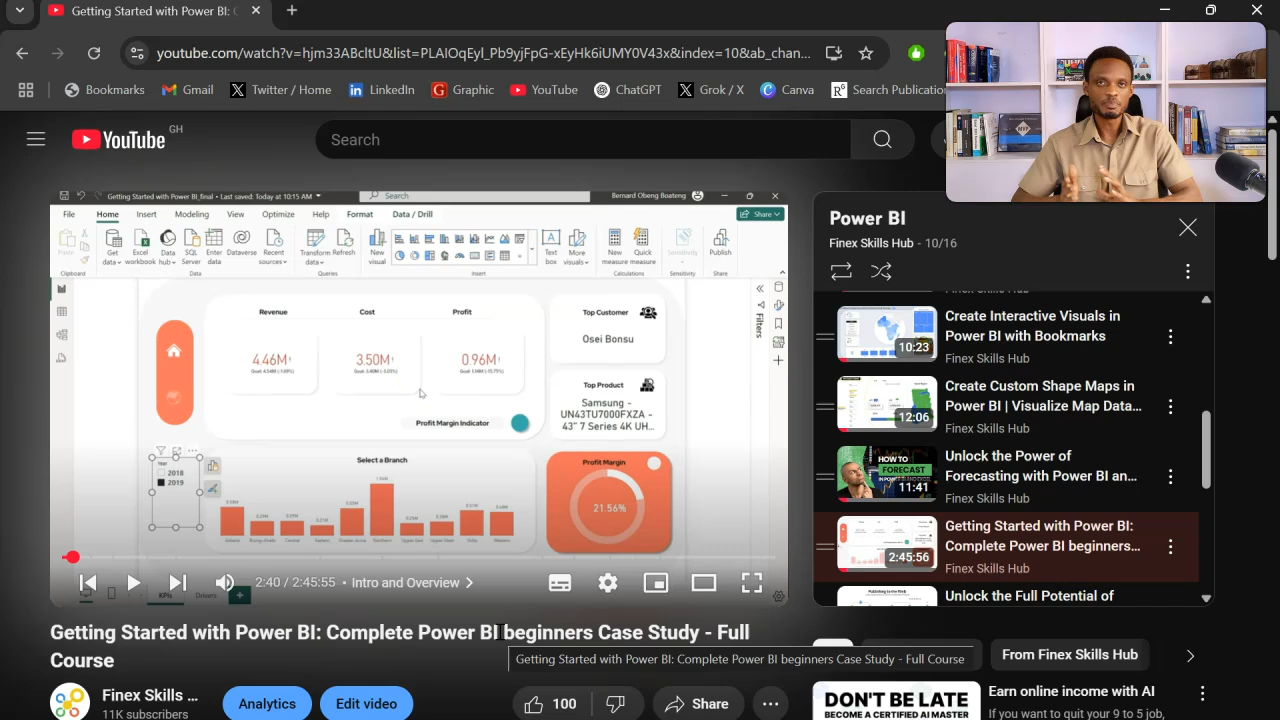 Getting Started with Power BI: C
youtube.com/watch?v=hjm33ABcltU&list=PLAlOqEyl_Pb9yjFpG-xEyHk6iUMY0V43x&index=10&ab_chan...
Bookmarks Gmail Twitter / Home LinkedIn Graphic YouTube ChatGPT Grok / X Canva Search Publication
YouTube GH
Search
Getting Started with Power BI_final • Last saved: Today at 10:15 AM
Search
Bernard Obeng Boateng
File Home Insert Modeling View Optimize Help Format Data / Drill
Share
Paste
Get data
Excel workbook
Data hub
SQL Server
Enter data
Dataverse
Recent sources
Transform data
Refresh
New visual
Text box
More visuals
New measure
Quick measure
Sensitivity
Publish
Clipboard Data Queries Insert Calculations Sensitivity Share
Revenue Cost Profit
4.46M 3.50M 0.96M
Top Customer
Osei Bonsu
Top Product
Samsung -
UN43TU7000FXZA -
43" 7 Series 4K UH...
Filters
Profit Margin Indicator
Year
2018
2019
Select a Branch
Profit Margin
21.56%
KPIs Drivers
2:40 / 2:45:55 • Intro and Overview
Getting Started with Power BI: Complete Power BI beginners Case Study - Full
Course
Getting Started with Power BI: Complete Power BI beginners Case Study - Full Course
Finex Skills ...
11K subscribers
Analytics
Edit video
100
Share
Power BI
Finex Skills Hub - 10/16
Finex Skills Hub
10:23
Create Interactive Visuals in
Power BI with Bookmarks
Finex Skills Hub
12:06
Create Custom Shape Maps in
Power BI | Visualize Map Data...
Finex Skills Hub
HOW TO
FORECAST
11:41
Unlock the Power of
Forecasting with Power BI an...
Finex Skills Hub
2:45:56
Getting Started with Power BI:
Complete Power BI beginners...
Finex Skills Hub
Unlock the Full Potential of
From Finex Skills Hub
DON'T BE LATE
BECOME A CERTIFIED AI MASTER
Earn online income with AI
If you want to quit your 9 to 5 job,